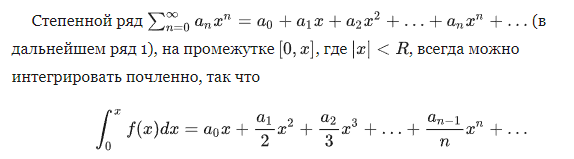 Степенной ряд $\sum_{n=0}^{\infty} a_n x^n = a_0 + a_1 x + a_2 x^2 + \ldots + a_n x^n + \ldots$ (в
дальнейшем ряд 1), на промежутке $[0, x]$, где $|x| < R$, всегда можно
интегрировать почленно, так что
$\int_0^x f(x)dx = a_0 x + \frac{a_1}{2} x^2 + \frac{a_2}{3} x^3 + \ldots + \frac{a_{n-1}}{n} x^n + \ldots$